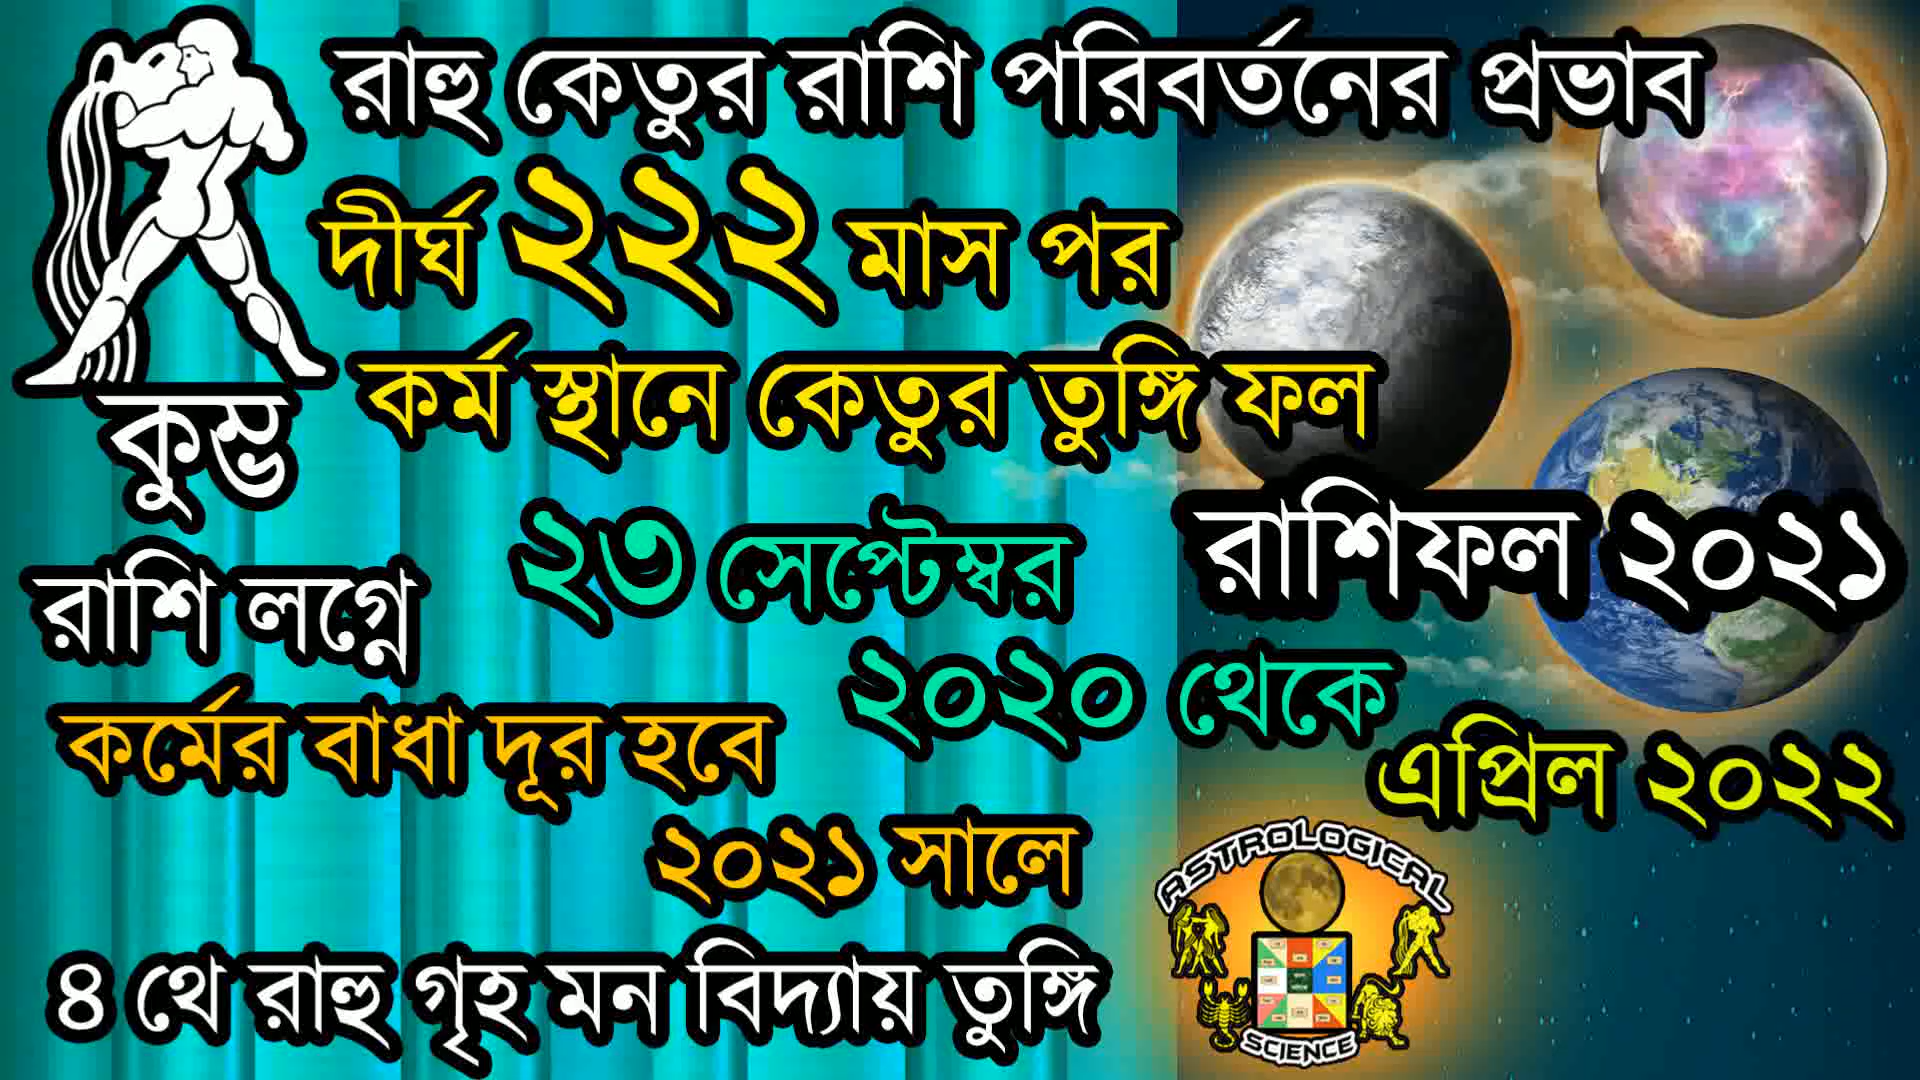 রাহু কেতুর রাশি পরিবর্তনের প্রভাব
দীর্ঘ ২২২ মাস পর
কর্ম স্থানে কেতুর তুঙ্গি ফল
কুম্ভ
রাশি লগ্নে
২৩ সেপ্টেম্বর
২০২০ থেকে
রাশিফল ২০২১
এপ্রিল ২০২২
কর্মের বাধা দূর হবে
২০২১ সালে
৪ থে রাহু গৃহ মন বিদ্যায় তুঙ্গি
ASTROLOGICAL
SCIENCE